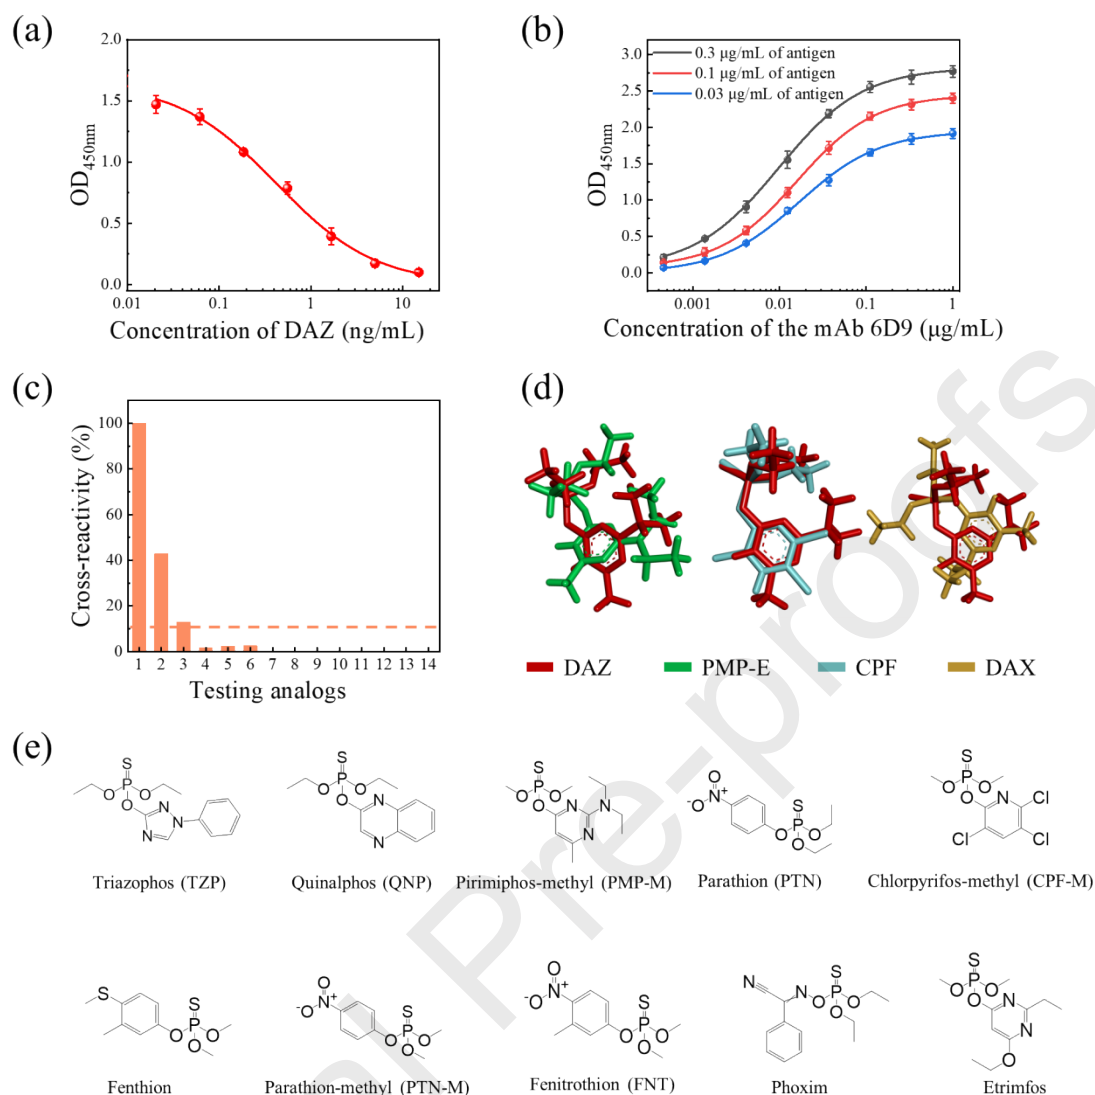 (a)
2.0
1.5
1.0
0.5
0.0
OD450nm
0.01 0.1 1 10
Concentration of DAZ (ng/mL)
(b)
3.0
2.5
2.0
1.5
1.0
0.5
0.0
OD450nm
0.3 μg/mL of antigen
0.1 μg/mL of antigen
0.03 μg/mL of antigen
0.001 0.01 0.1 1
Concentration of the mAb 6D9 (μg/mL)
(c)
100
80
60
40
20
0
Cross-reactivity (%)
1 2 3 4 5 6 7 8 9 10 11 12 13 14
Testing analogs
(d)
DAZ PMP-E CPF DAX
(e)
S
O P O
O N
N N
Triazophos (TZP)
S
O P O
O N
N
Quinalphos (QNP)
S
O P O
O N N
N
Pirimiphos-methyl (PMP-M)
O
N+
-O
S
O P O
O
Parathion (PTN)
S
O P O
O N Cl
Cl Cl
Chlorpyrifos-methyl (CPF-M)
S
S
O P O
O
Fenthion
O
N+
-O
S
O P O
O
Parathion-methyl (PTN-M)
O
N+
-O
S
O P O
O
Fenitrothion (FNT)
N
N O
S
P O
O
Phoxim
S
O P O
O N
N
O
Etrimfos
al Pre-proofs